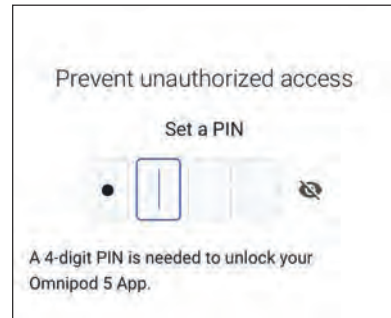 Prevent unauthorized access
Set a PIN
A 4-digit PIN is needed to unlock your
Omnipod 5 App.